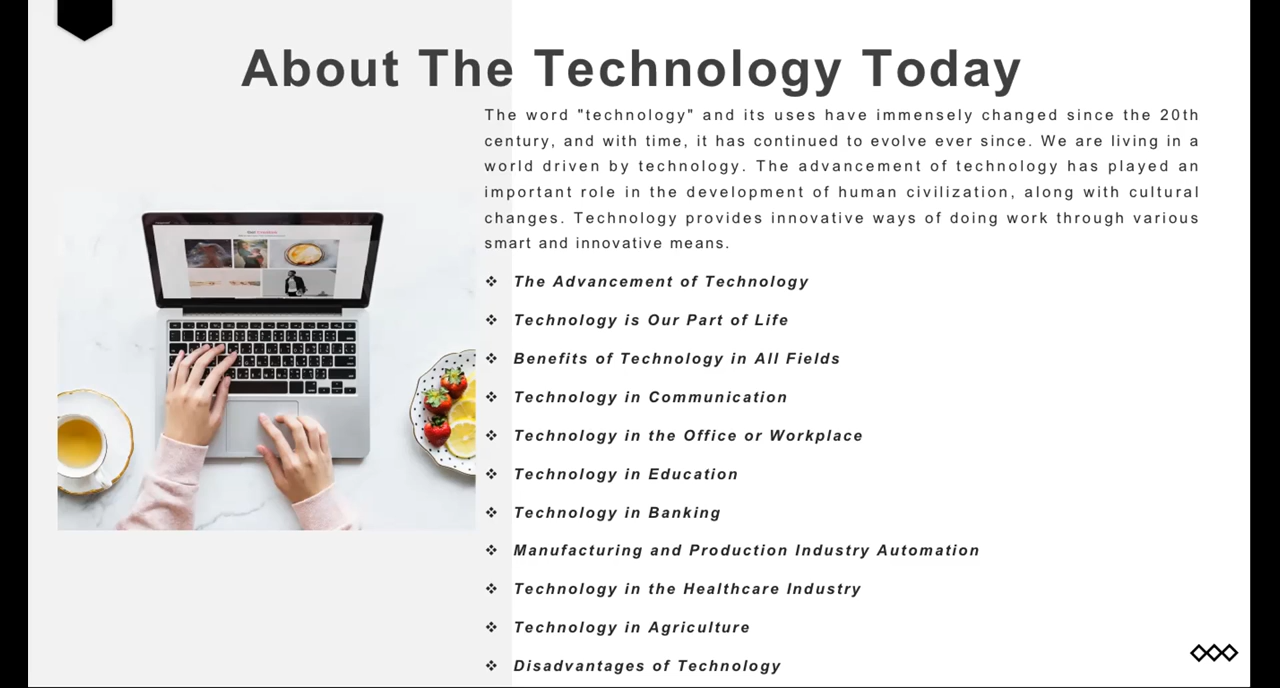 About The Technology Today
The word "technology" and its uses have immensely changed since the 20th
century, and with time, it has continued to evolve ever since. We are living in a
world driven by technology. The advancement of technology has played an
important role in the development of human civilization, along with cultural
changes. Technology provides innovative ways of doing work through various
smart and innovative means.
❖ The Advancement of Technology
❖ Technology is Our Part of Life
❖ Benefits of Technology in All Fields
❖ Technology in Communication
❖ Technology in the Office or Workplace
❖ Technology in Education
❖ Technology in Banking
❖ Manufacturing and Production Industry Automation
❖ Technology in the Healthcare Industry
❖ Technology in Agriculture
❖ Disadvantages of Technology